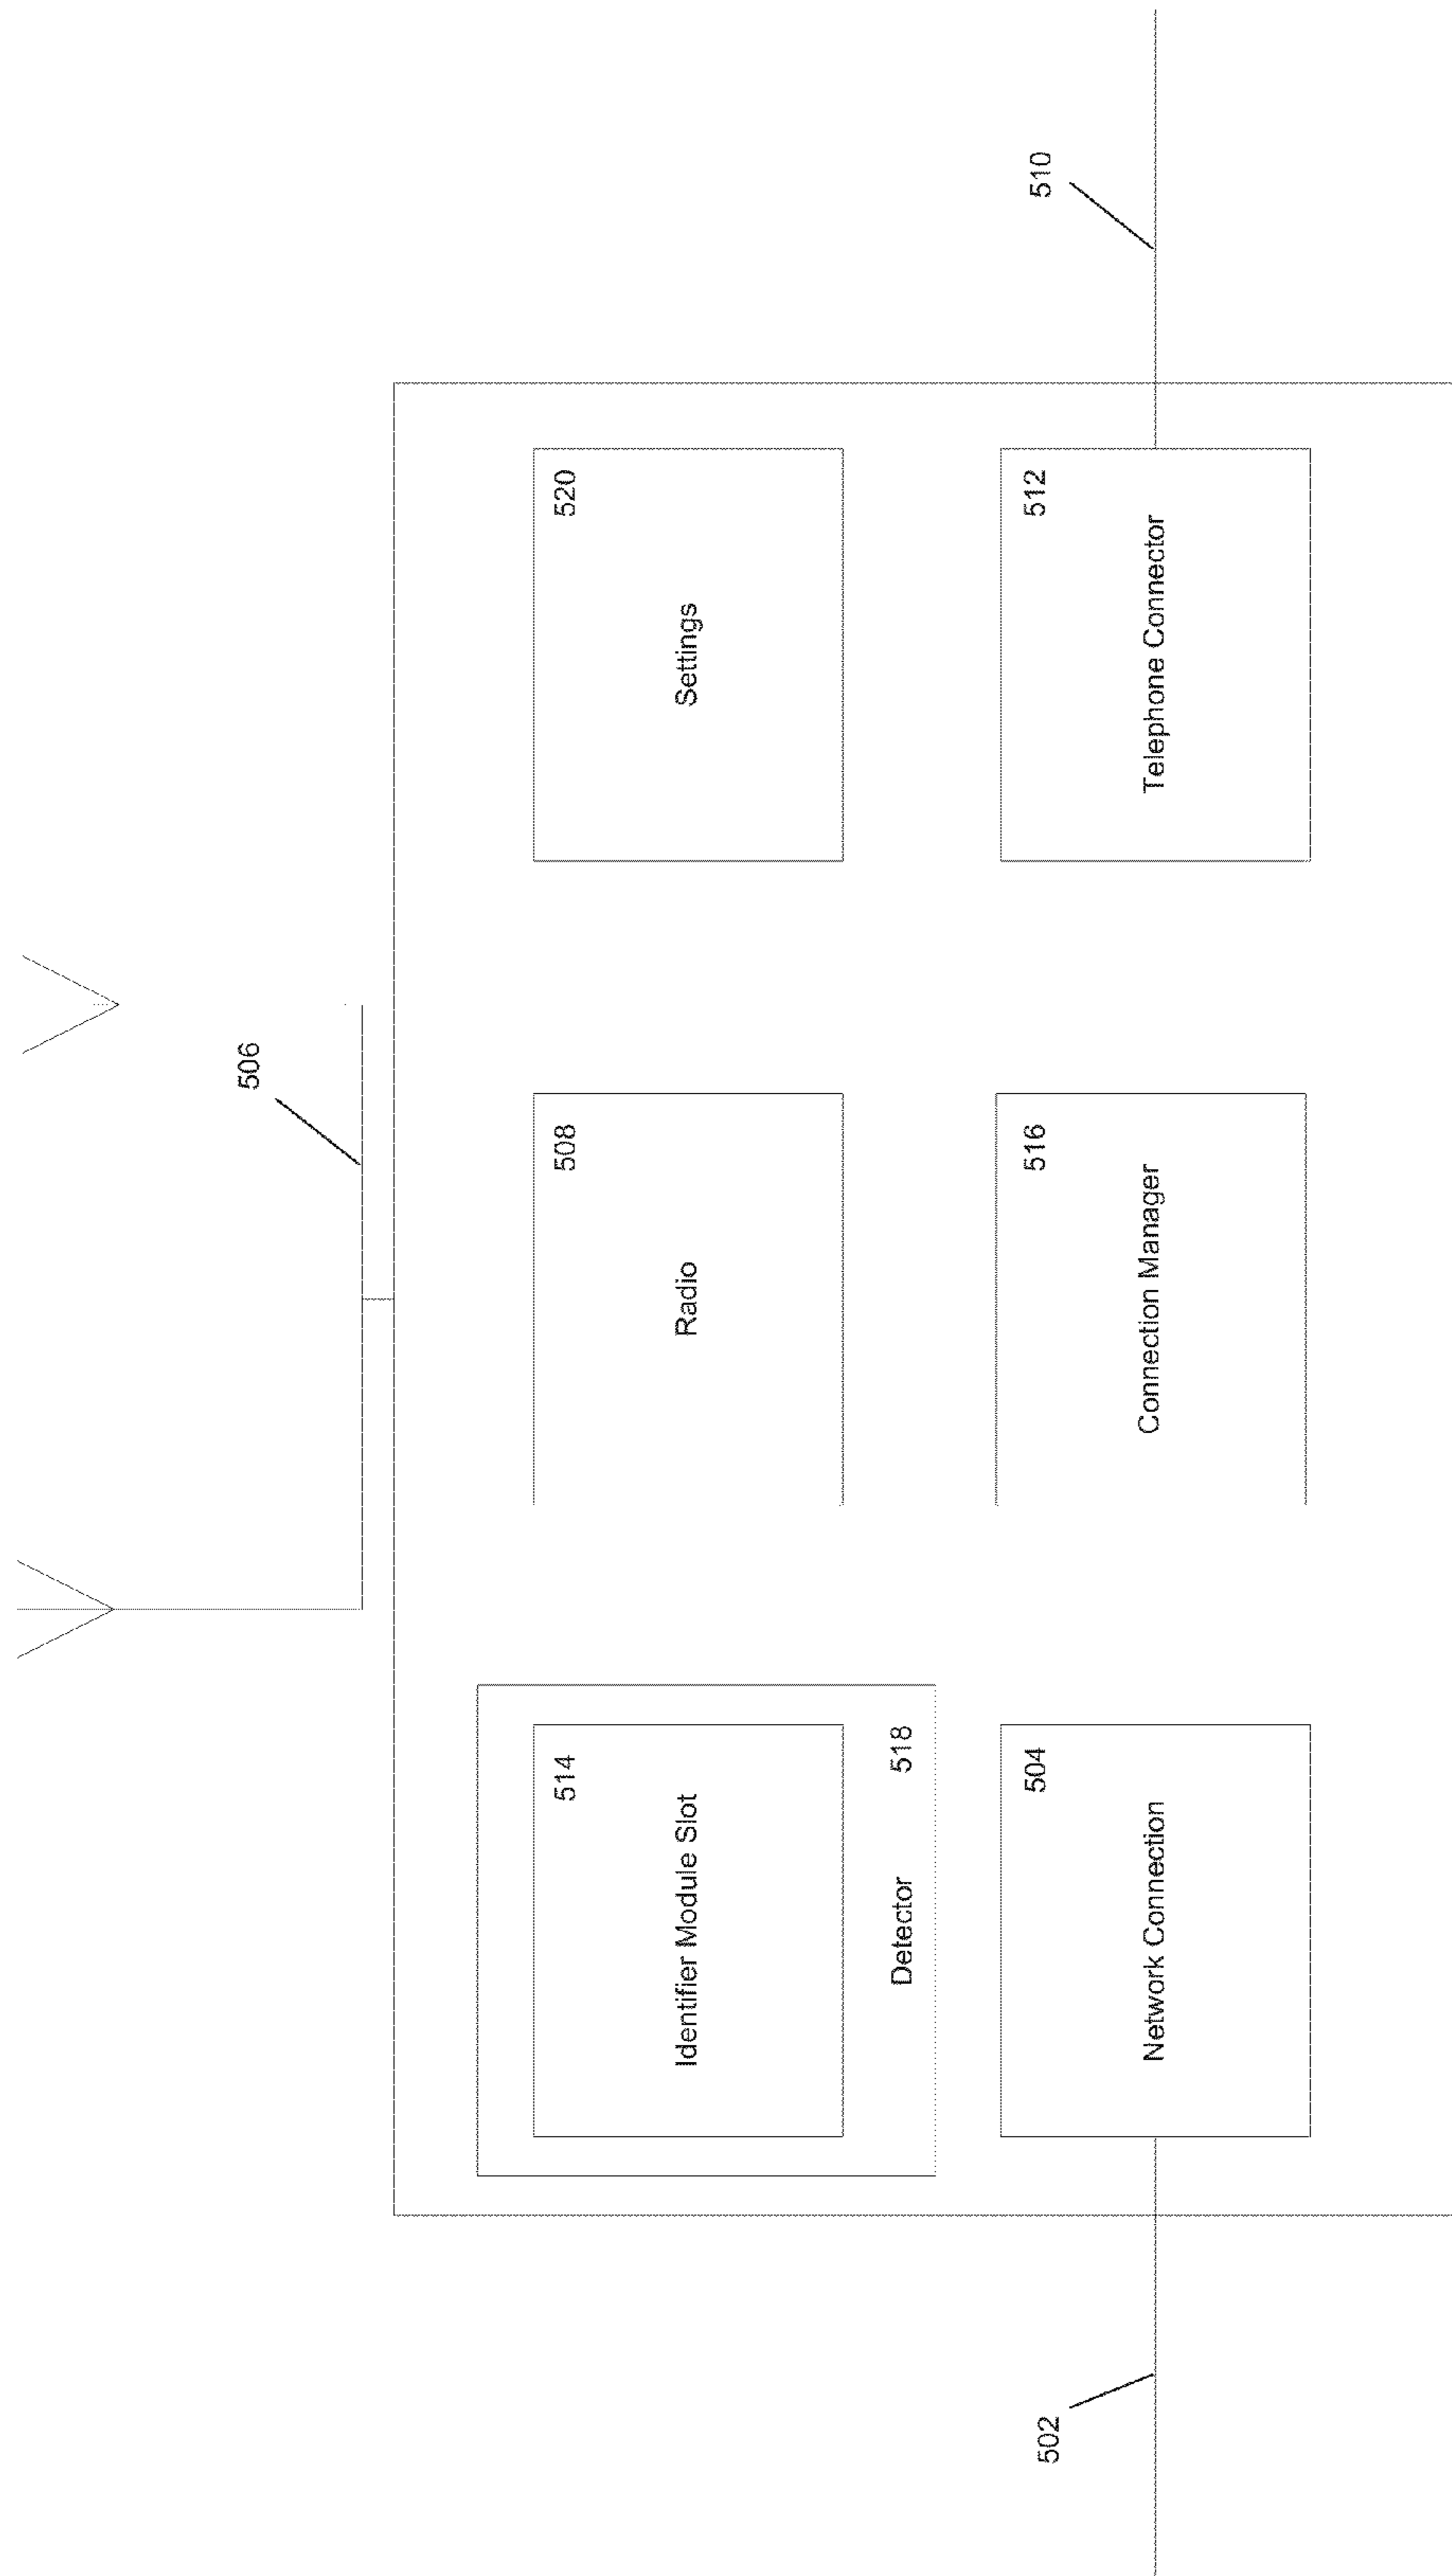 506
514
Identifier Module Slot
Detector
518
508
Radio
520
Settings
502
504
Network Connection
516
Connection Manager
512
Telephone Connector
510